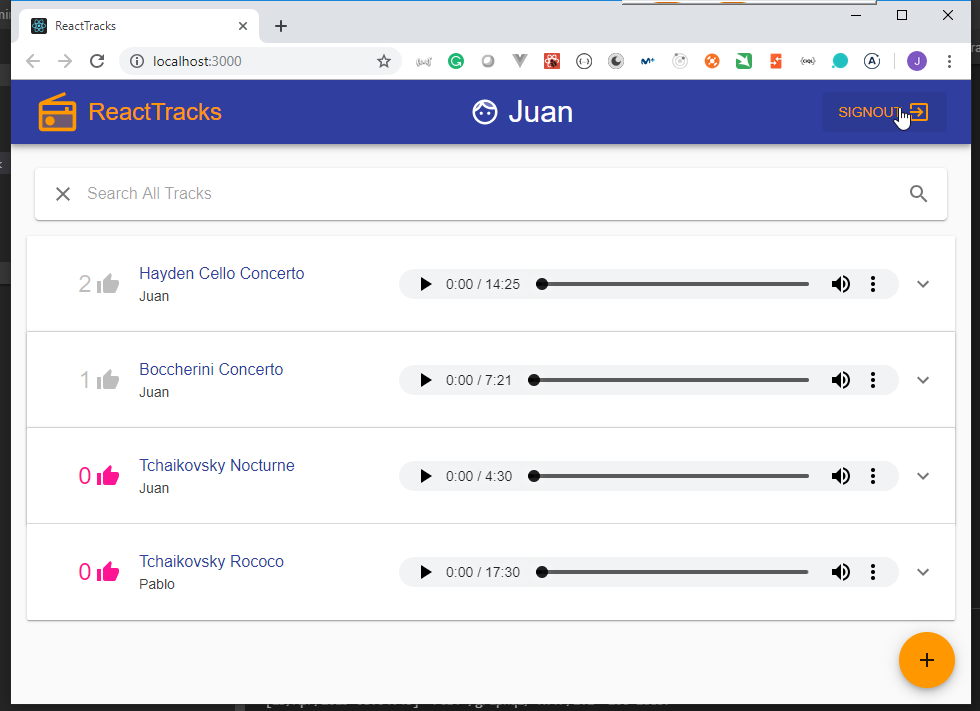 ReactTracks
localhost:3000
ReactTracks
Juan
SIGNOUT
Search All Tracks
2
Hayden Cello Concerto
Juan
0:00 / 14:25
1
Boccherini Concerto
Juan
0:00 / 7:21
0
Tchaikovsky Nocturne
Juan
0:00 / 4:30
0
Tchaikovsky Rococo
Pablo
0:00 / 17:30